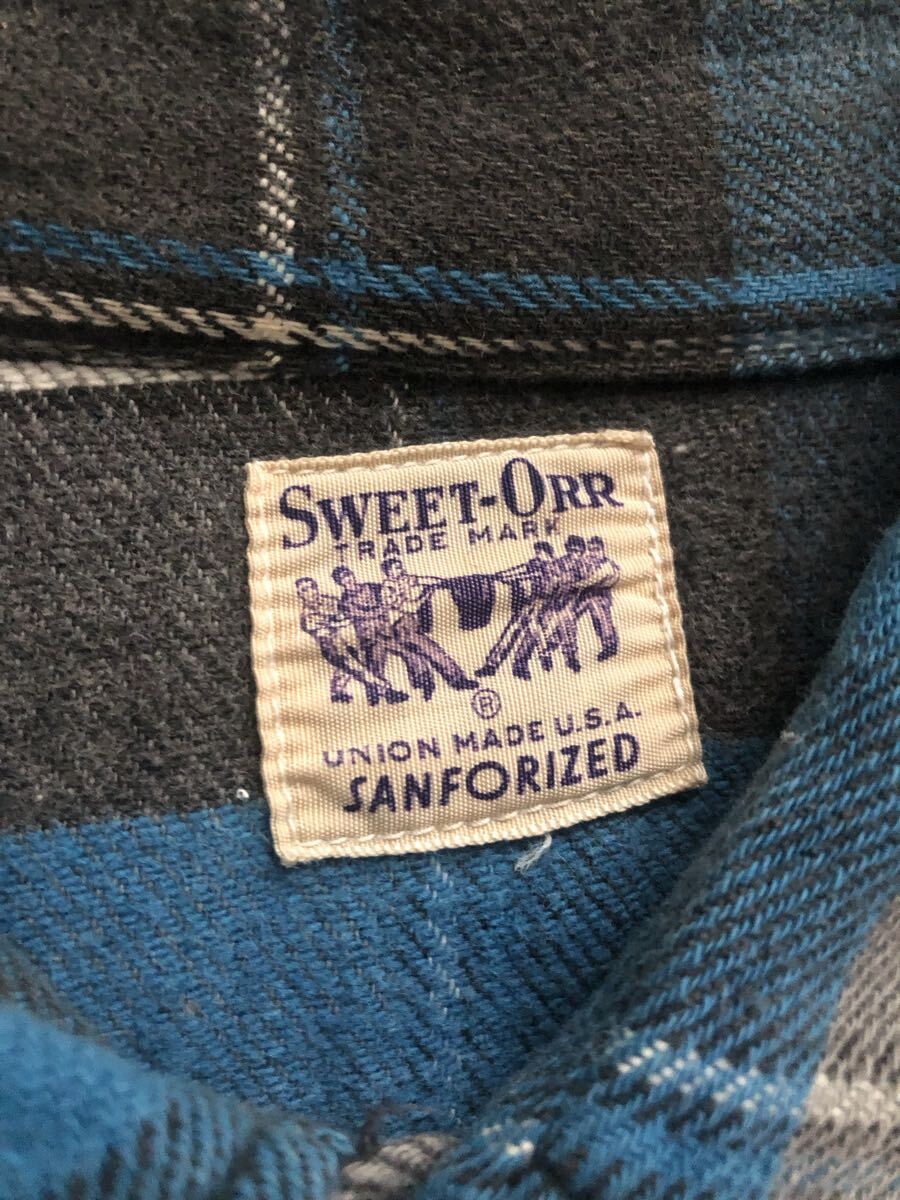 SWEET-ORR
TRADE MARK
®
UNION MADE U.S.A.
SANFORIZED